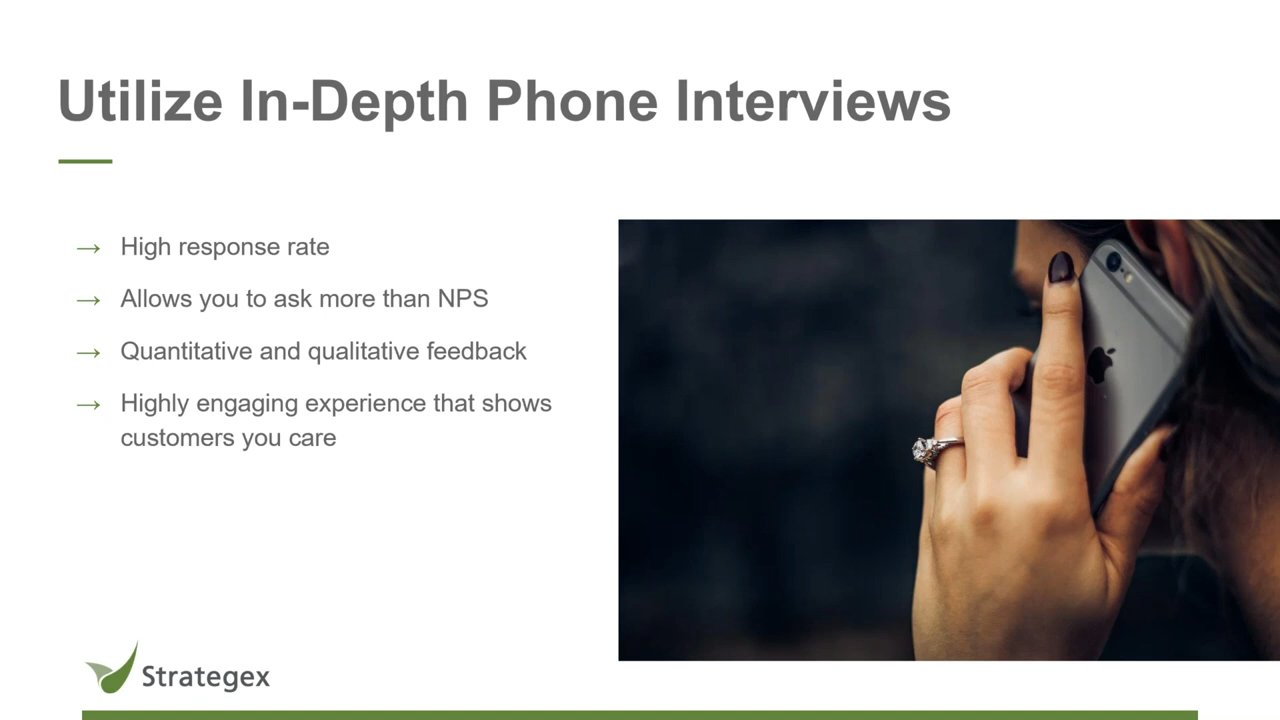 Utilize In-Depth Phone Interviews
→ High response rate
→ Allows you to ask more than NPS
→ Quantitative and qualitative feedback
→ Highly engaging experience that shows
customers you care
Strategex